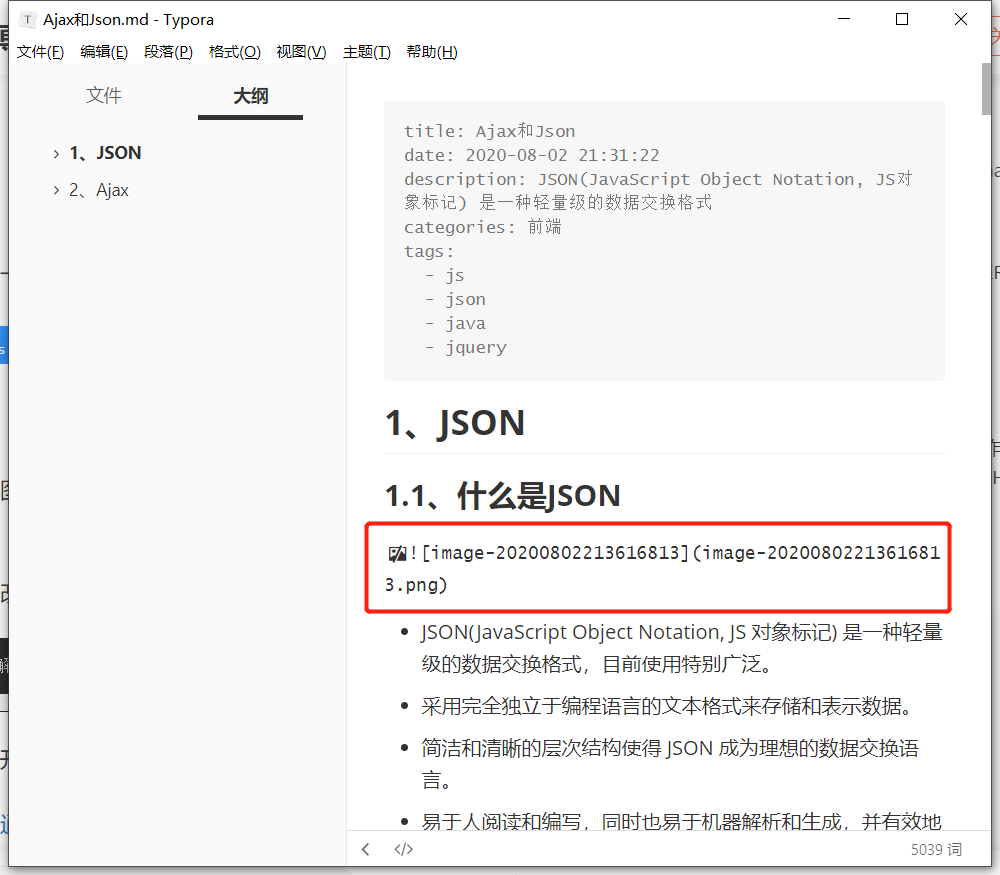 Ajax和Json.md - Typora
文件(F) 编辑(E) 段落(P) 格式(O) 视图(V) 主题(T) 帮助(H)
文件 大纲
1、JSON
2、Ajax
title: Ajax和Json
date: 2020-08-02 21:31:22
description: JSON(JavaScript Object Notation, JS对
象标记) 是一种轻量级的数据交换格式
categories: 前端
tags:
- js
- json
- java
- jquery
1、JSON
1.1、什么是JSON
![image-20200802213616813](image-2020080221361681
3.png)
JSON(JavaScript Object Notation, JS 对象标记) 是一种轻量
级的数据交换格式，目前使用特别广泛。
采用完全独立于编程语言的文本格式来存储和表示数据。
简洁和清晰的层次结构使得 JSON 成为理想的数据交换语
言。
易于人阅读和编写，同时也易于机器解析和生成，并有效地
5039 词